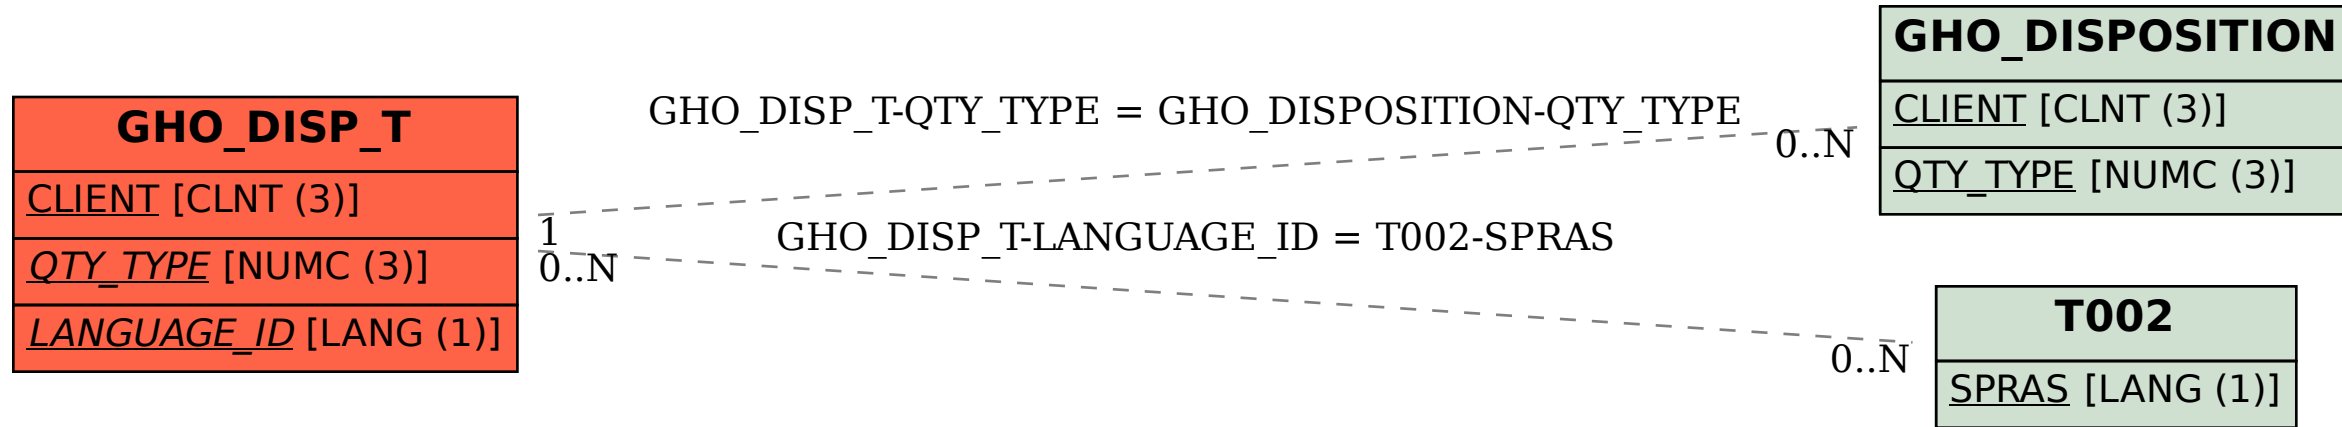 GHO_DISP_T
CLIENT [CLNT (3)]
QTY_TYPE [NUMC (3)]
LANGUAGE_ID [LANG (1)]
GHO_DISP_T-QTY_TYPE = GHO_DISPOSITION-QTY_TYPE
0..N
1
GHO_DISP_T-LANGUAGE_ID = T002-SPRAS
0..N
0..N
GHO_DISPOSITION
CLIENT [CLNT (3)]
QTY_TYPE [NUMC (3)]
T002
SPRAS [LANG (1)]